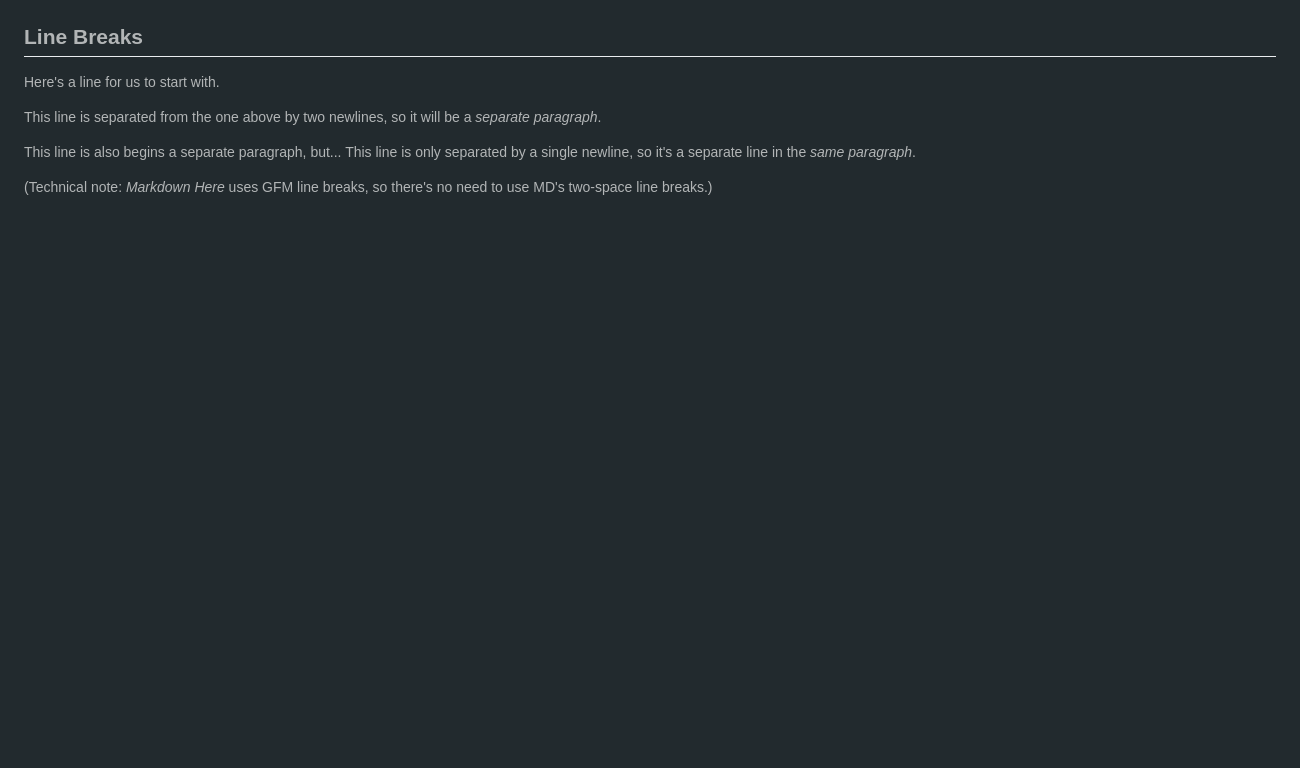 Line Breaks
Here's a line for us to start with.
This line is separated from the one above by two newlines, so it will be a separate paragraph.
This line is also begins a separate paragraph, but... This line is only separated by a single newline, so it's a separate line in the same paragraph.
(Technical note: Markdown Here uses GFM line breaks, so there's no need to use MD's two-space line breaks.)